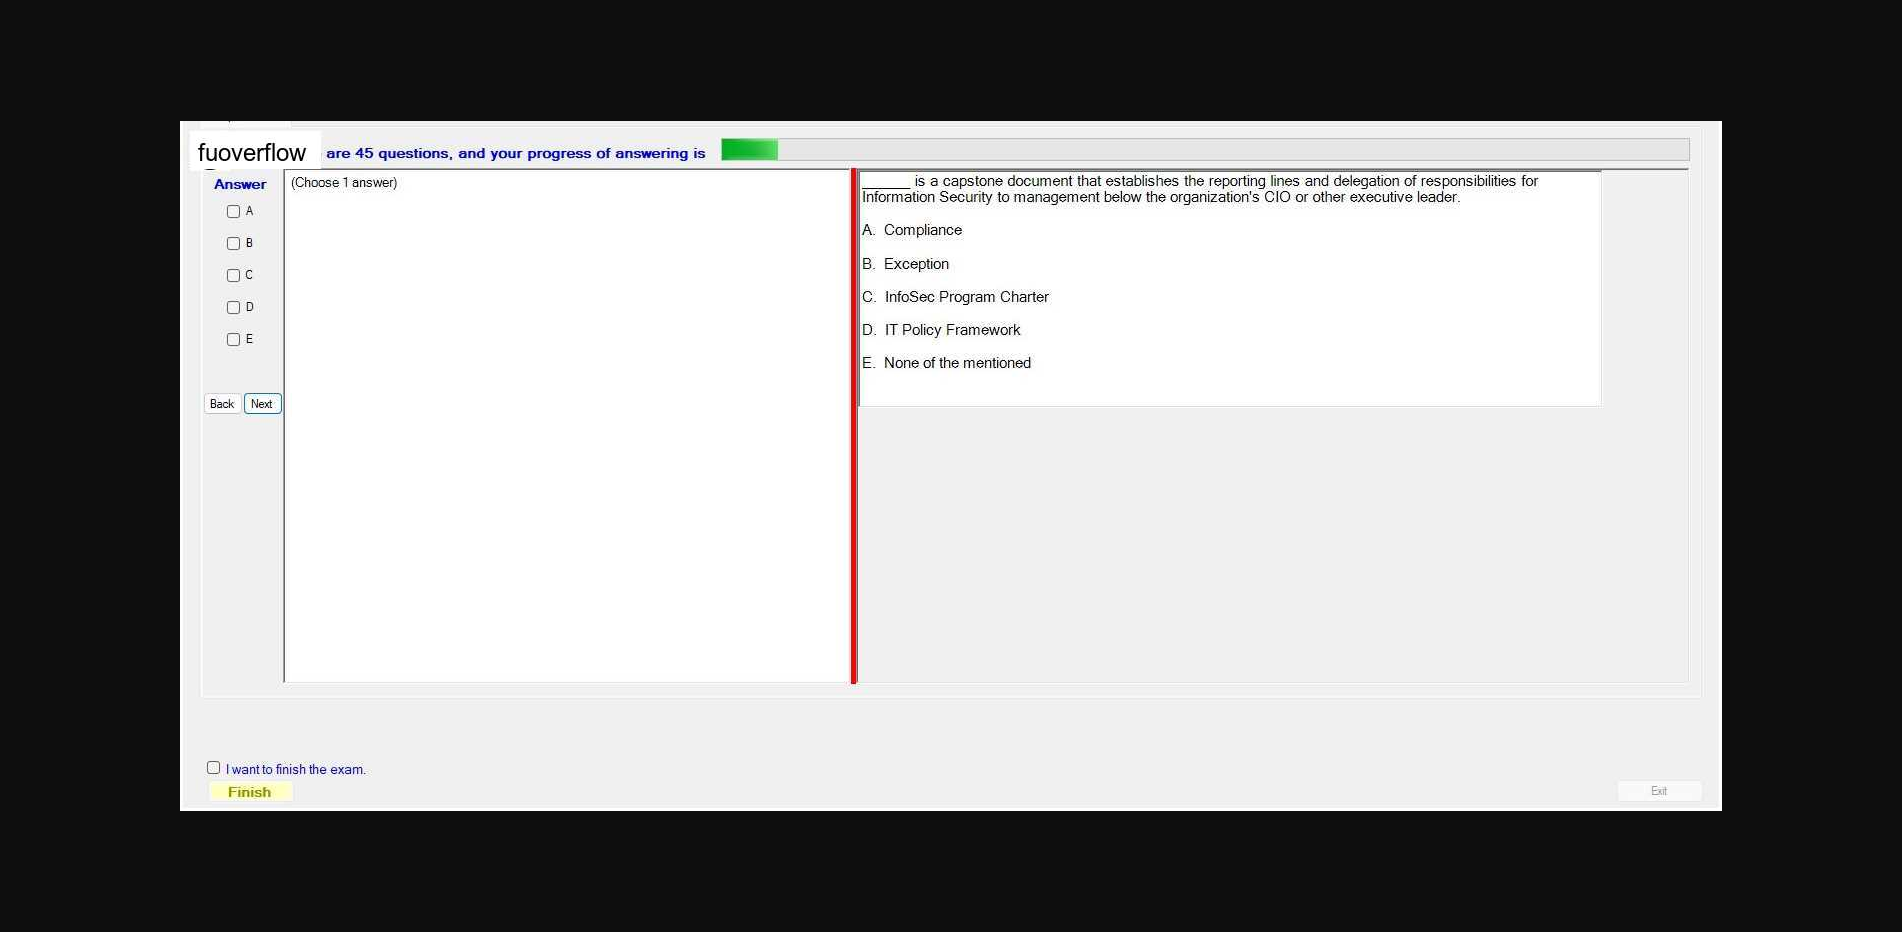 fuoverflow are 45 questions, and your progress of answering is
Answer
A
B
C
D
E
Back Next
(Choose 1 answer)
______ is a capstone document that establishes the reporting lines and delegation of responsibilities for
Information Security to management below the organization's CIO or other executive leader.
A. Compliance
B. Exception
C. InfoSec Program Charter
D. IT Policy Framework
E. None of the mentioned
I want to finish the exam.
Finish
Exit